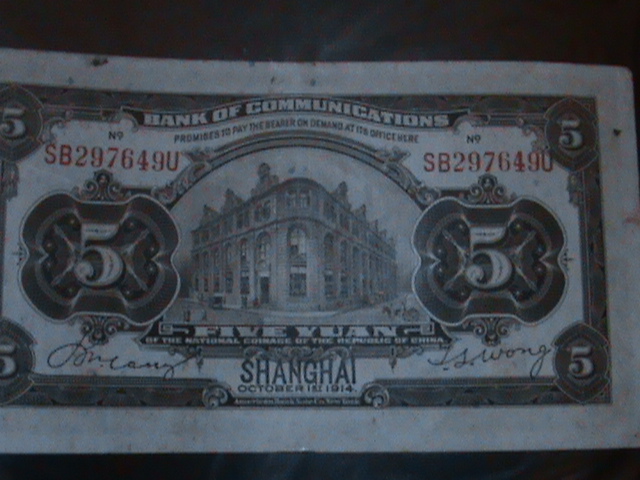 BANK OF COMMUNICATIONS
PROMISES TO PAY THE BEARER ON DEMAND AT ITS OFFICE HERE
Nº Nº
SB297649U SB297649U
5 5
5 5
FIVE YUAN
OF THE NATIONAL COINAGE OF THE REPUBLIC OF CHINA
5 5
S. S. Wong
SHANGHAI
OCTOBER 1ST 1914.